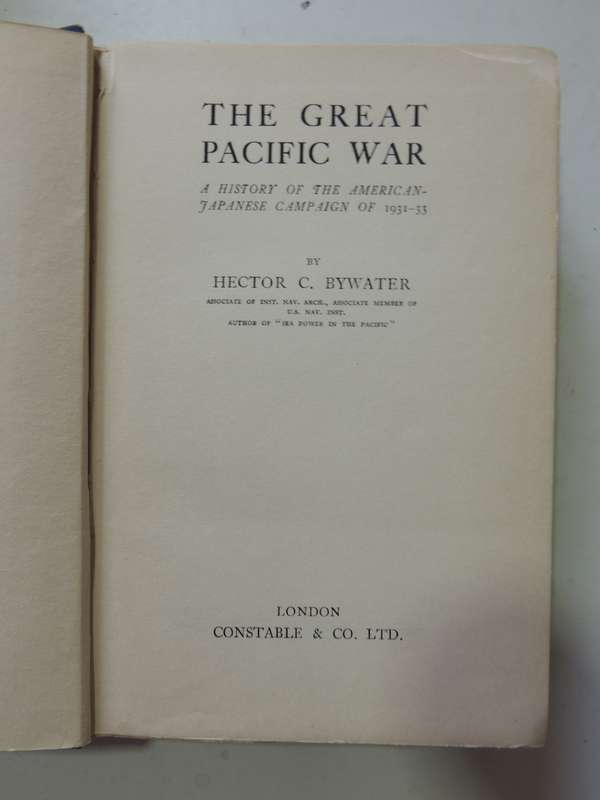 THE GREAT
PACIFIC WAR
A HISTORY OF THE AMERICAN-
JAPANESE CAMPAIGN OF 1931-33
BY
HECTOR C. BYWATER
ASSOCIATE OF INST. NAV. ARCH., ASSOCIATE MEMBER OF
U.S. NAV. INST.
AUTHOR OF "SEA POWER IN THE PACIFIC"
LONDON
CONSTABLE & CO. LTD.